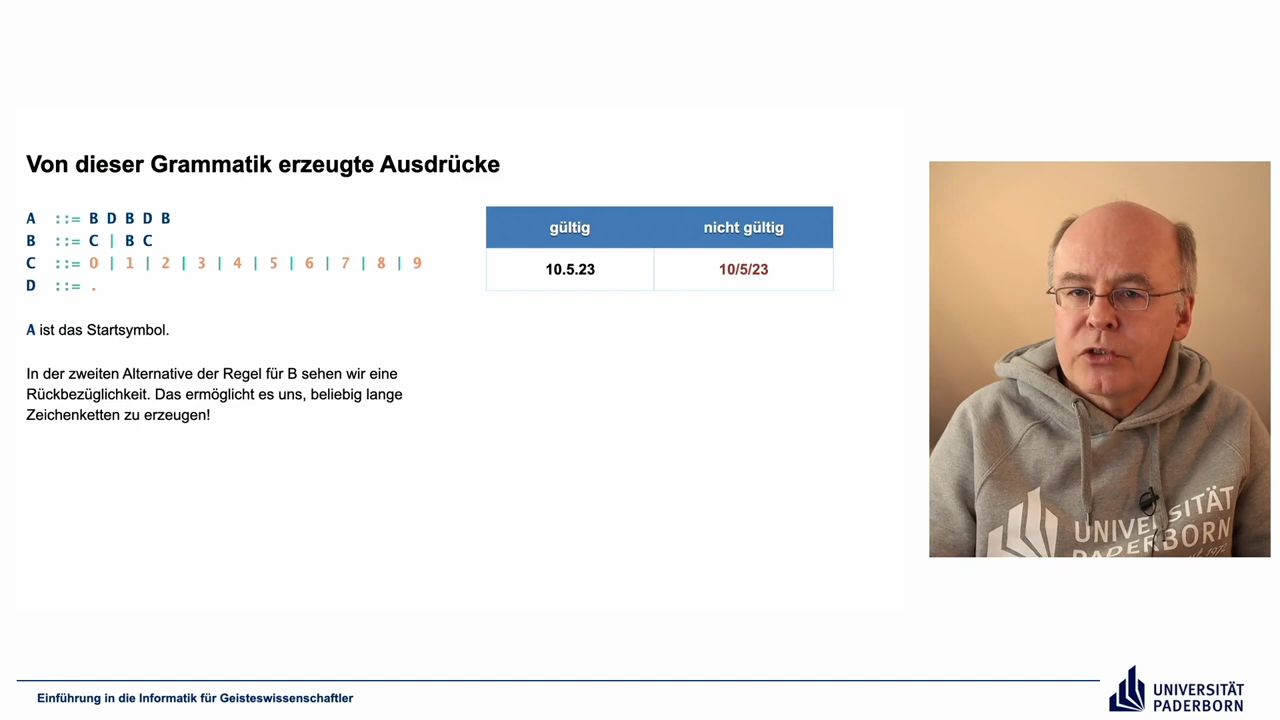 Von dieser Grammatik erzeugte Ausdrücke
A ::= B D B D B
B ::= C | B C
C ::= 0 | 1 | 2 | 3 | 4 | 5 | 6 | 7 | 8 | 9
D ::= .
A ist das Startsymbol.
In der zweiten Alternative der Regel für B sehen wir eine
Rückbezüglichkeit. Das ermöglicht es uns, beliebig lange
Zeichenketten zu erzeugen!
gültig nicht gültig
10.5.23 10/5/23
UNIVERSITÄT
PADERBORN
1972
Einführung in die Informatik für Geisteswissenschaftler
UNIVERSITÄT
PADERBORN